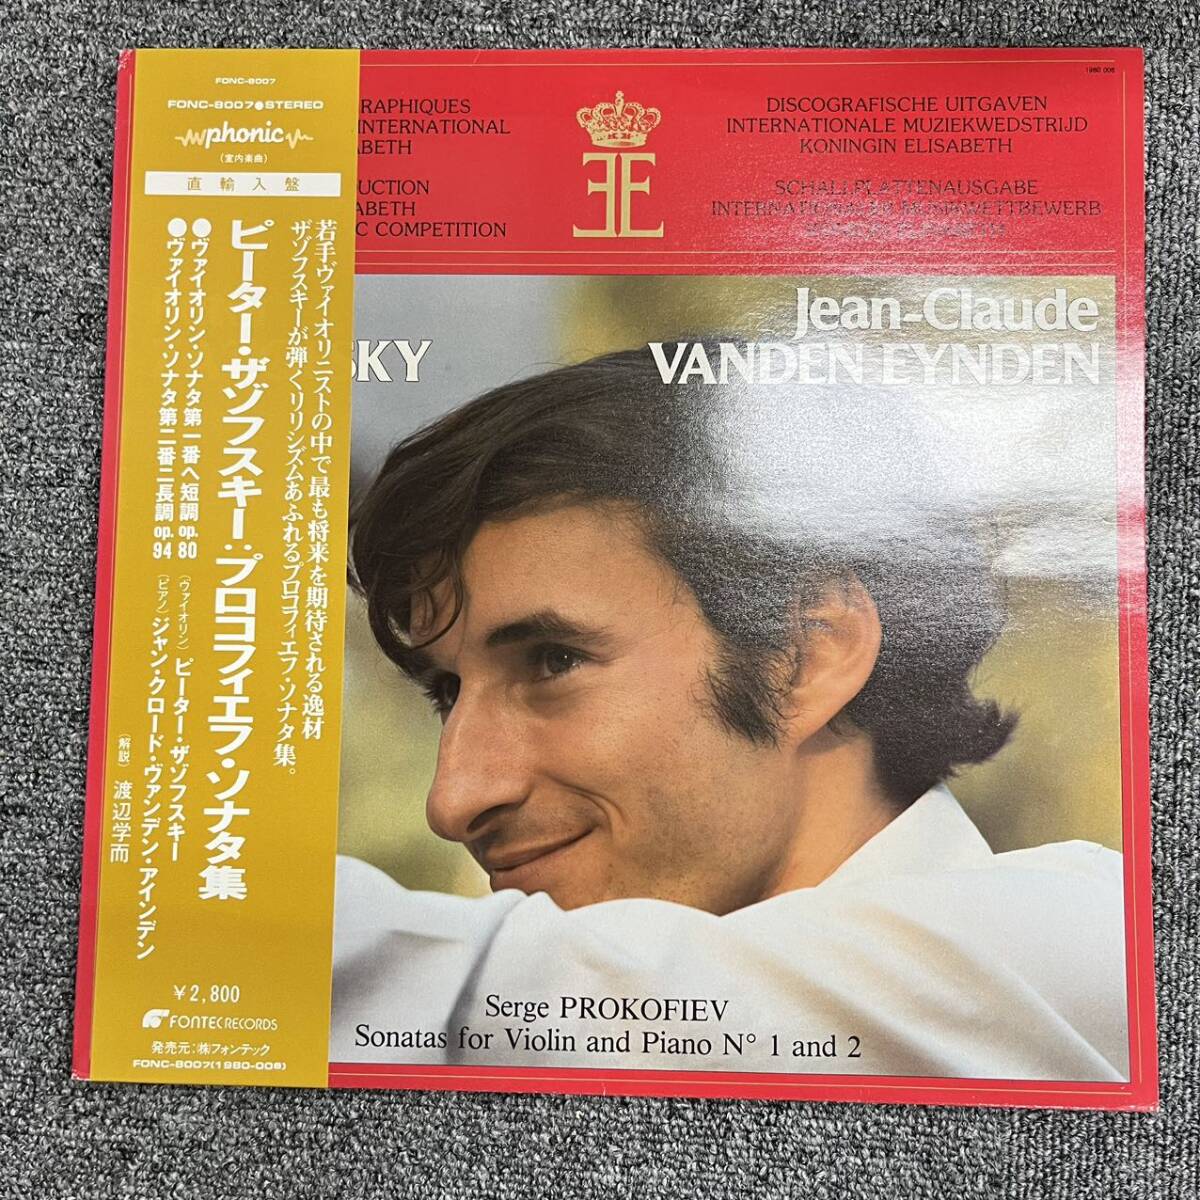 FONC-8007
FONC-8007●STEREO
phonic
(室内楽曲)
直輸入盤
若手ヴァイオリニストの中で最も将来を期待される逸材
ザゾフスキーが弾くリリシズムあふれるプロコフィエフ・ソナタ集。
ピーター・ザゾフスキー:プロコフィエフ・ソナタ集
●ヴァイオリン・ソナタ第一番ヘ短調op.80
(ヴァイオリン)ピーター・ザゾフスキー
●ヴァイオリン・ソナタ第二番ニ長調op.94
(ピアノ)ジャン・クロード・ヴァンデン・アインデン
(解説)渡辺学而
¥2,800
FONTEC RECORDS
発売元:㈱フォンテック
FONC-8007(1980-008)
1980 008
RAPHIQUES
INTERNATIONAL
ABETH
UCTION
ABETH
C COMPETITION
DISCOGRAFISCHE UITGAVEN
INTERNATIONALE MUZIEKWEDSTRIJD
KONINGIN ELISABETH
SCHALLPLATTENAUSGABE
INTERNATIONALER MUSIKWETTBEWERB
SKY
Jean-Claude
VANDEN EYNDEN
Serge PROKOFIEV
Sonatas for Violin and Piano N° 1 and 2